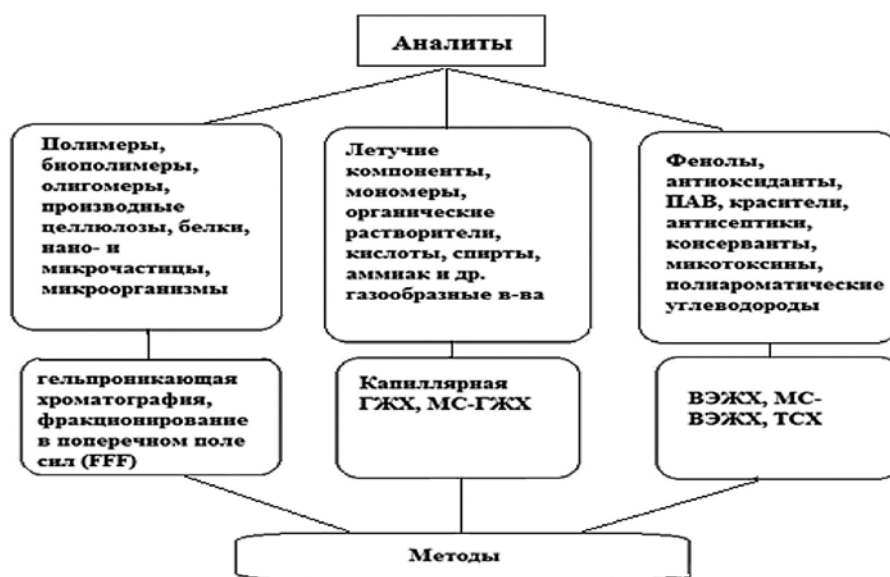 Аналиты
Полимеры,
биополимеры,
олигомеры,
производные
целлюлозы, белки,
нано- и
микрочастицы,
микроорганизмы
Летучие
компоненты,
мономеры,
органические
растворители,
кислоты, спирты,
аммиак и др.
газообразные в-ва
Фенолы,
антиоксиданты,
ПАВ, красители,
антисептики,
консерванты,
микотоксины,
полиароматические
углеводороды
гельпроникающая
хроматография,
фракционирование
в поперечном поле
сил (FFF)
Капиллярная
ГЖХ, МС-ГЖХ
ВЭЖХ, МС-
ВЭЖХ, ТСХ
Методы